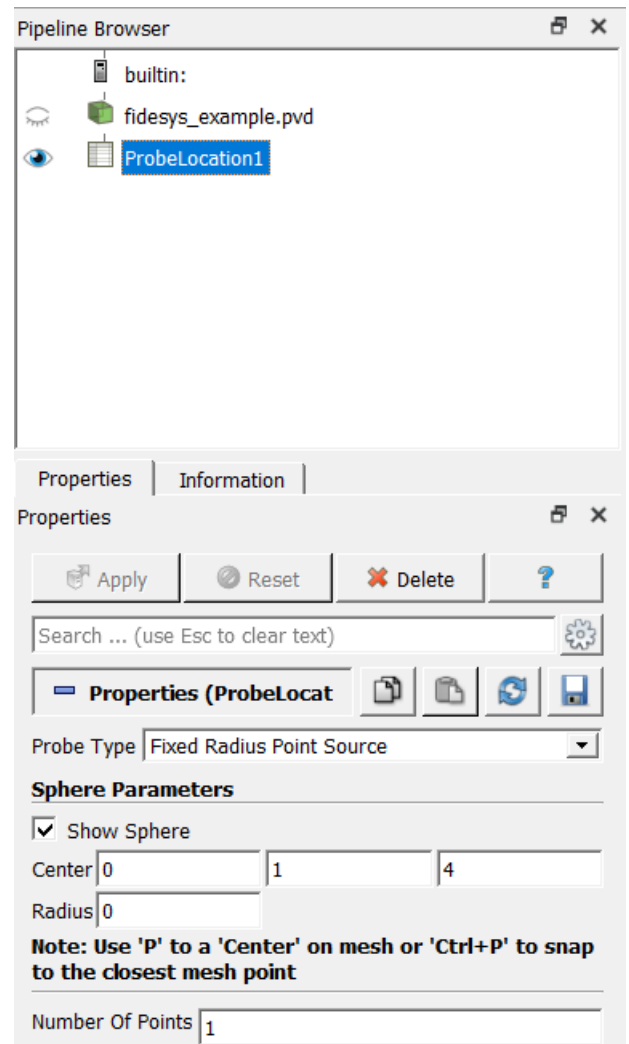 Pipeline Browser
builtin:
fidesys_example.pvd
ProbeLocation1
Properties Information
Properties
Apply Reset Delete ?
Search ... (use Esc to clear text)
Properties (ProbeLocat
Probe Type Fixed Radius Point Source
Sphere Parameters
Show Sphere
Center 0 1 4
Radius 0
Note: Use 'P' to a 'Center' on mesh or 'Ctrl+P' to snap
to the closest mesh point
Number Of Points 1